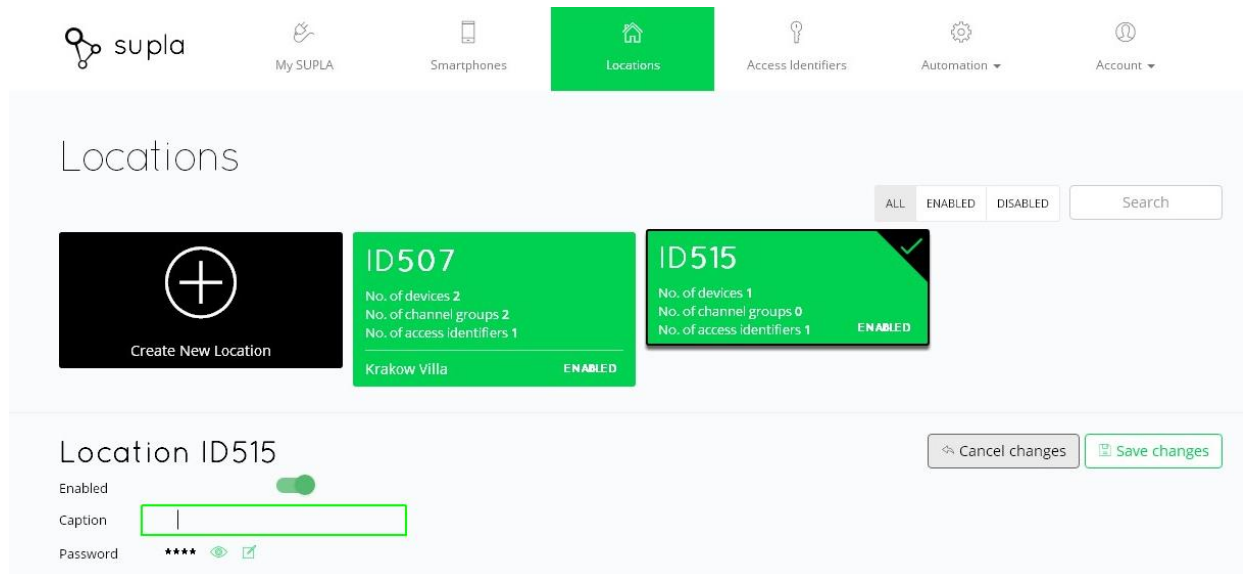 supla
My SUPLA
Smartphones
Locations
Access Identifiers
Automation
Account
Locations
ALL ENABLED DISABLED Search
Create New Location
ID507
No. of devices 2
No. of channel groups 2
No. of access identifiers 1
Krakow Villa ENABLED
ID515
No. of devices 1
No. of channel groups 0
No. of access identifiers 1 ENABLED
Location ID515
Cancel changes Save changes
Enabled
Caption
Password ****